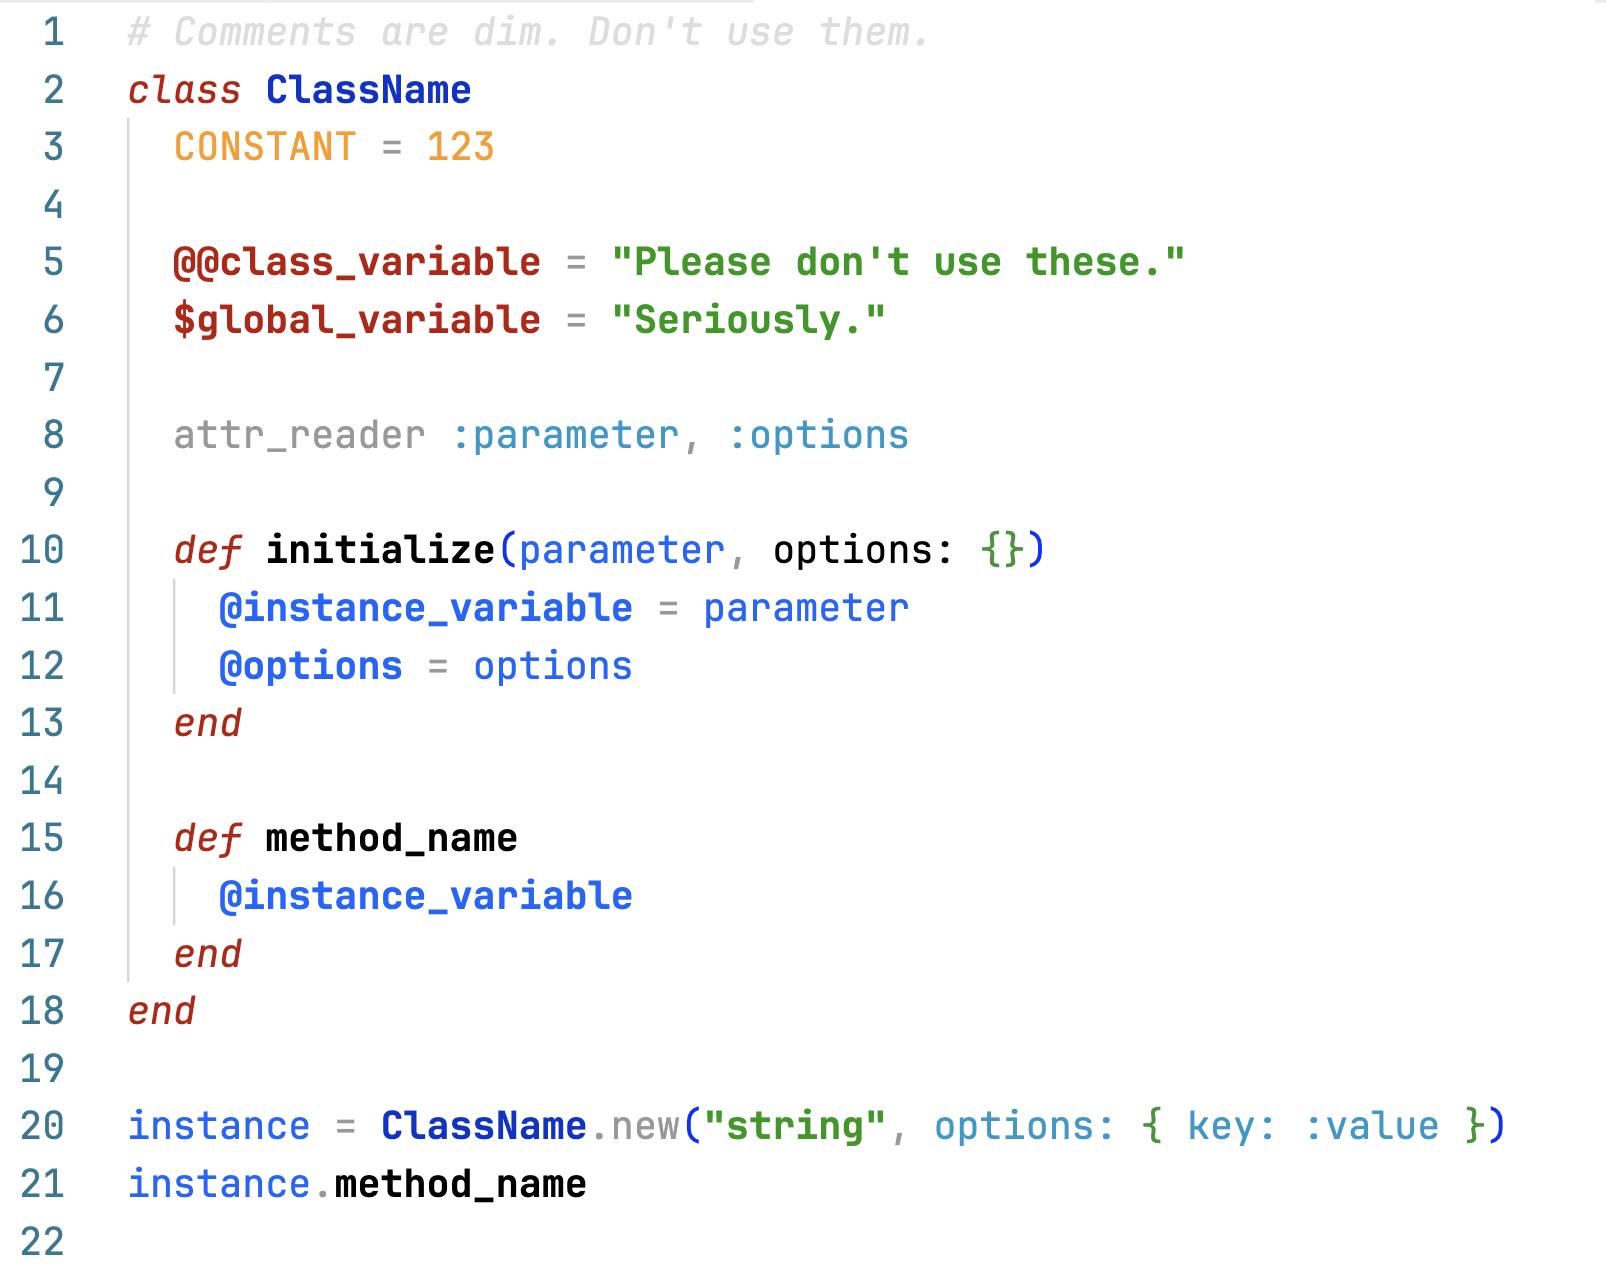 1 # Comments are dim. Don't use them.
2 class ClassName
3   CONSTANT = 123
4
5   @@class_variable = "Please don't use these."
6   $global_variable = "Seriously."
7
8   attr_reader :parameter, :options
9
10   def initialize(parameter, options: {})
11     @instance_variable = parameter
12     @options = options
13   end
14
15   def method_name
16     @instance_variable
17   end
18 end
19
20 instance = ClassName.new("string", options: { key: :value })
21 instance.method_name
22